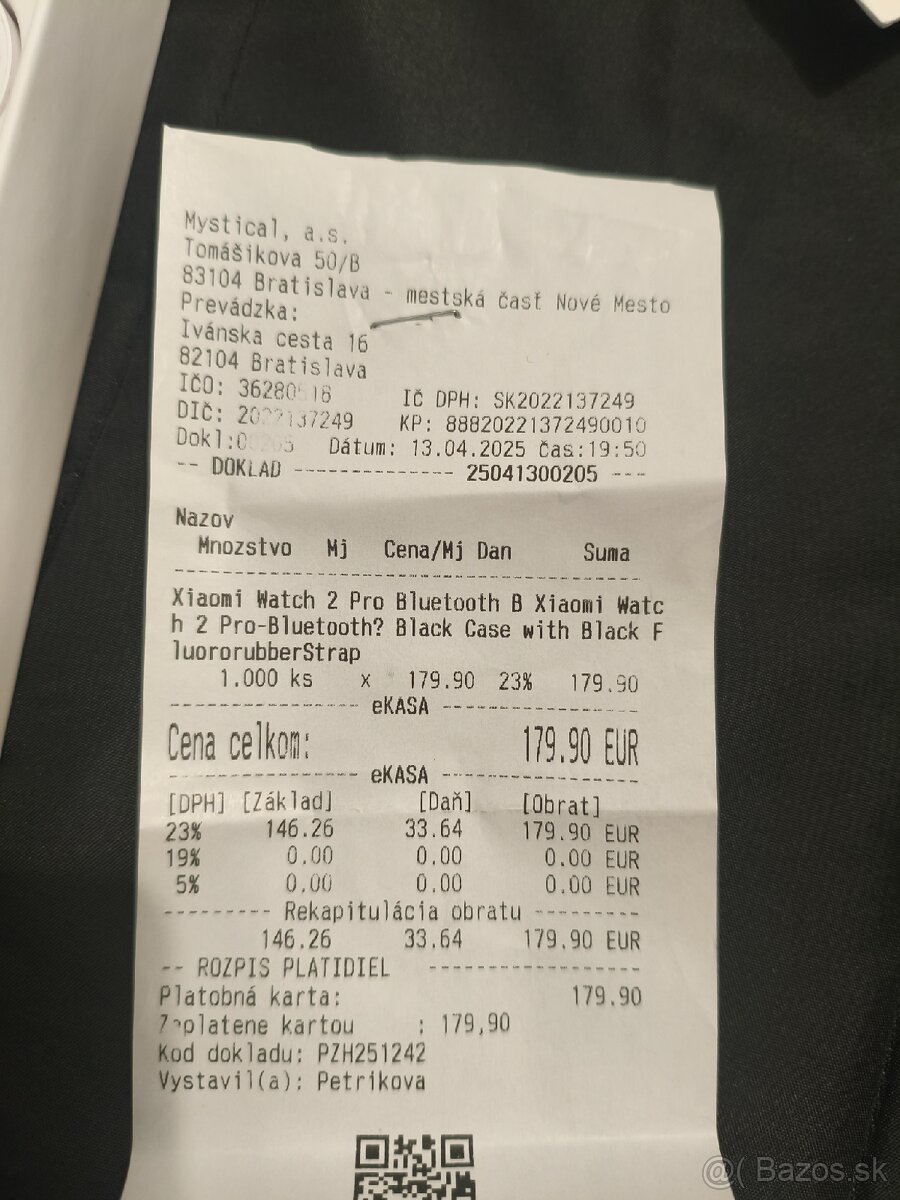 Mystical, a.s.
Tomášikova 50/B
83104 Bratislava - mestská časť Nové Mesto
Prevádzka:
Ivánska cesta 16
82104 Bratislava
IČO: IČ DPH: SK2022137249
DIČ: KP: 88820221372490010
Dokl: Dátum: 13.04.2025 Čas:19:50
-- DOKLAD --------------- 25041300205 ---
Nazov
Mnozstvo Mj Cena/Mj Dan Suma
Xiaomi Watch 2 Pro Bluetooth B Xiaomi Watc
h 2 Pro-Bluetooth? Black Case with Black F
luororubberStrap
1.000 ks x 179.90 23% 179.90
----------------- eKASA -----------------
Cena celkom: 179.90 EUR
----------------- eKASA -----------------
[DPH] [Základ] [Daň] [Obrat]
23% 146.26 33.64 179.90 EUR
19% 0.00 0.00 0.00 EUR
5% 0.00 0.00 0.00 EUR
--------- Rekapitulácia obratu ---------
146.26 33.64 179.90 EUR
-- ROZPIS PLATIDIEL ------------------
Platobná karta: 179.90
Zaplatene kartou : 179,90
Kod dokladu: PZH251242
Vystavil(a): Petrikova
@( Bazos.sk